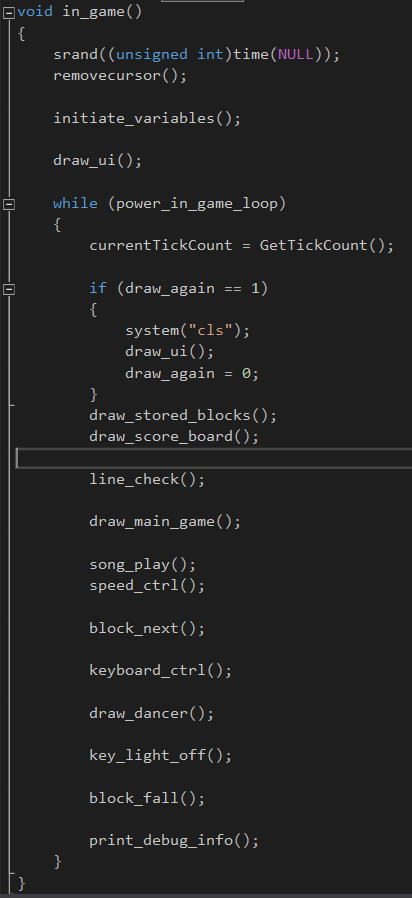 void in_game()
{
srand((unsigned int)time(NULL));
removecursor();
initiate_variables();
draw_ui();
while (power_in_game_loop)
{
currentTickCount = GetTickCount();
if (draw_again == 1)
{
system("cls");
draw_ui();
draw_again = 0;
}
draw_stored_blocks();
draw_score_board();
line_check();
draw_main_game();
song_play();
speed_ctrl();
block_next();
keyboard_ctrl();
draw_dancer();
key_light_off();
block_fall();
print_debug_info();
}
}